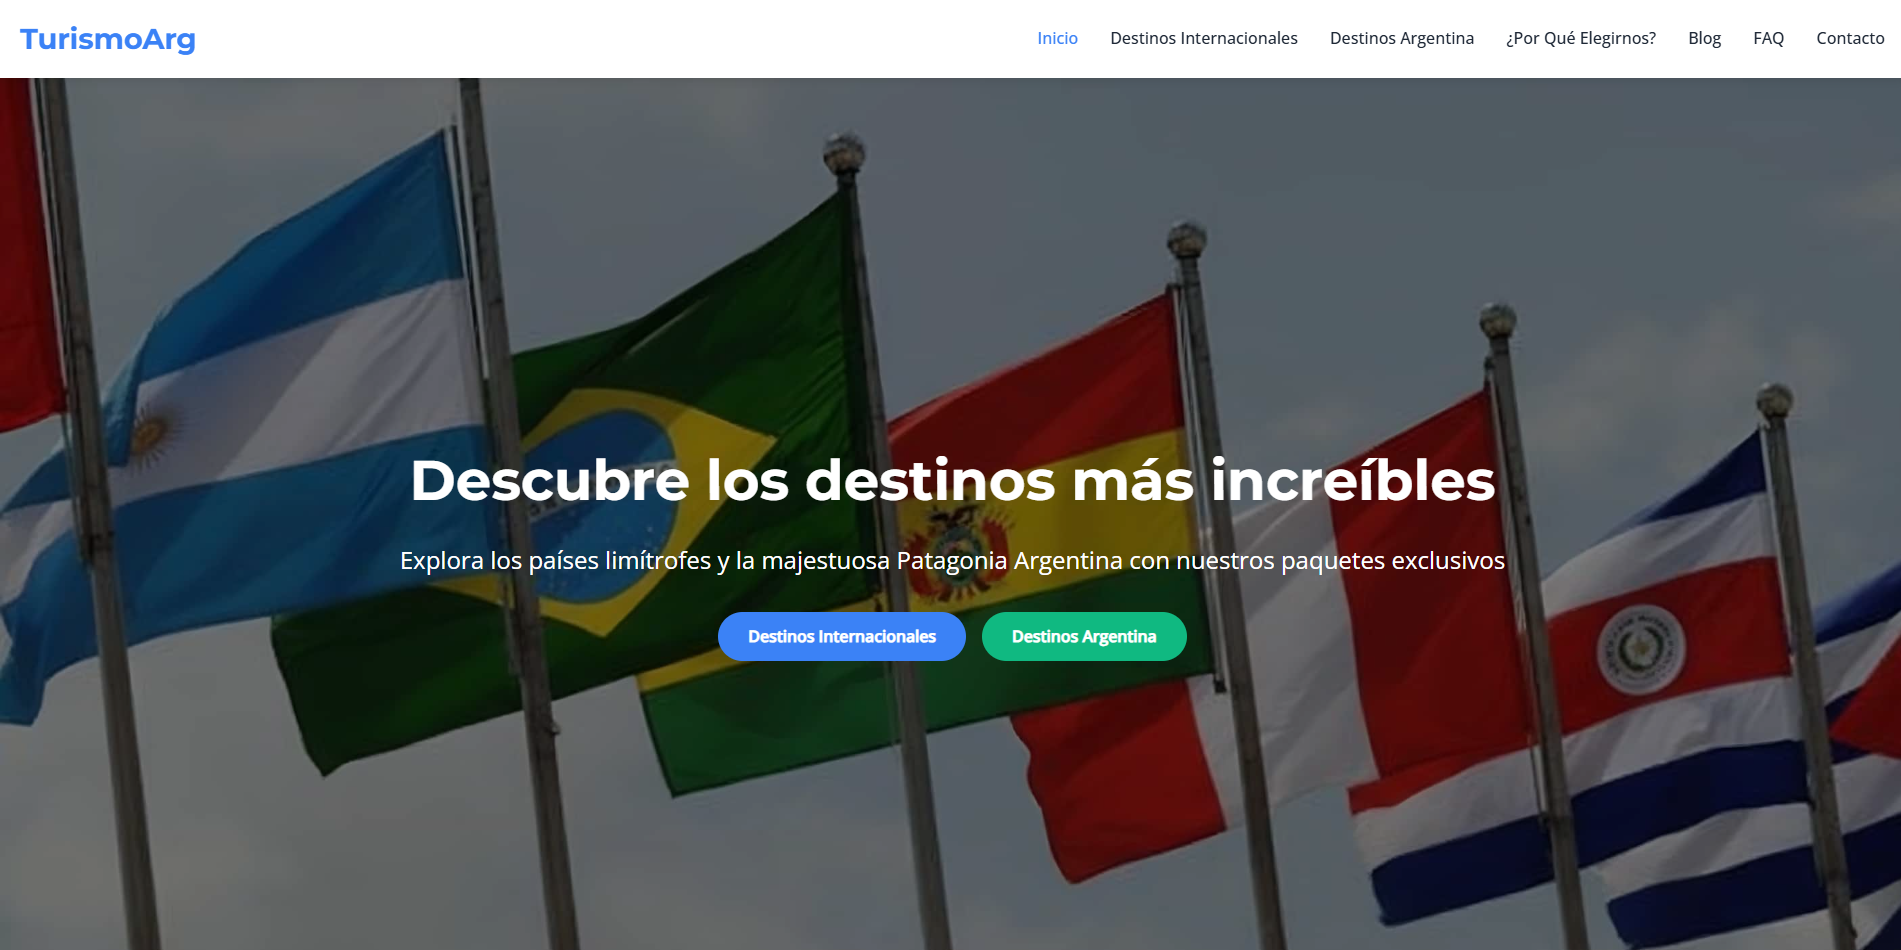 TurismoArg
Inicio Destinos Internacionales Destinos Argentina ¿Por Qué Elegirnos? Blog FAQ Contacto
Descubre los destinos más increíbles
Explora los países limítrofes y la majestuosa Patagonia Argentina con nuestros paquetes exclusivos
Destinos Internacionales Destinos Argentina